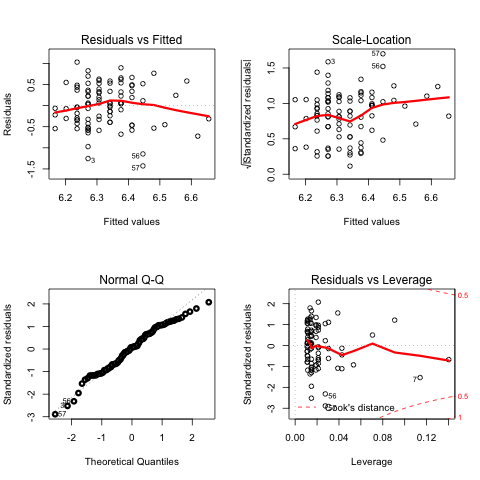 Residuals vs Fitted
Residuals
0.5
-0.5
-1.5
3
56
57
6.2 6.3 6.4 6.5 6.6
Fitted values
Scale-Location
√|Standardized residuals|
1.5
1.0
0.5
0.0
57
3
56
6.2 6.3 6.4 6.5 6.6
Fitted values
Normal Q-Q
Standardized residuals
2
1
0
-1
-2
-3
56
3
57
-2 -1 0 1 2
Theoretical Quantiles
Residuals vs Leverage
Standardized residuals
2
1
0
-1
-2
-3
0.5
7
56
0.5
Cook's distance
1
0.00 0.04 0.08 0.12
Leverage